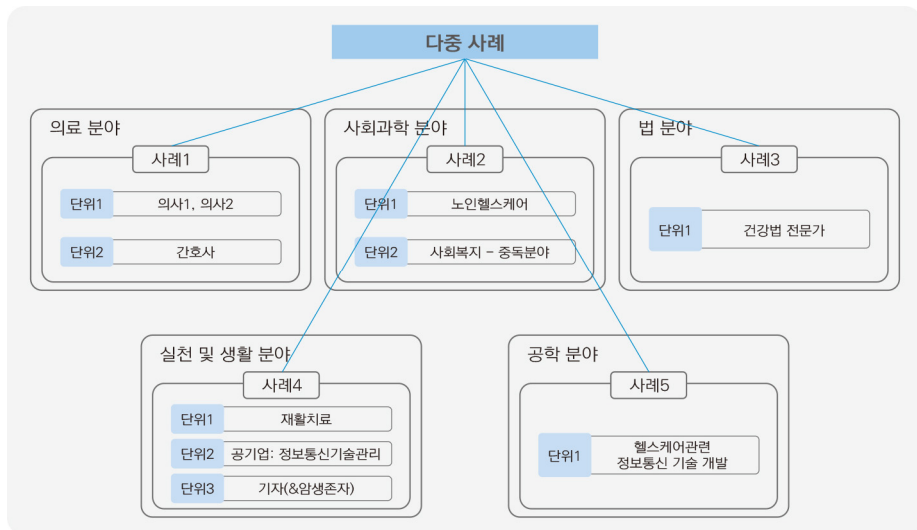 다중 사례
의료 분야
사례1
단위1 의사1, 의사2
단위2 간호사
사회과학 분야
사례2
단위1 노인헬스케어
단위2 사회복지 - 중독분야
법 분야
사례3
단위1 건강법 전문가
실천 및 생활 분야
사례4
단위1 재활치료
단위2 공기업: 정보통신기술관리
단위3 기자(&암생존자)
공학 분야
사례5
단위1 헬스케어관련
정보통신 기술 개발